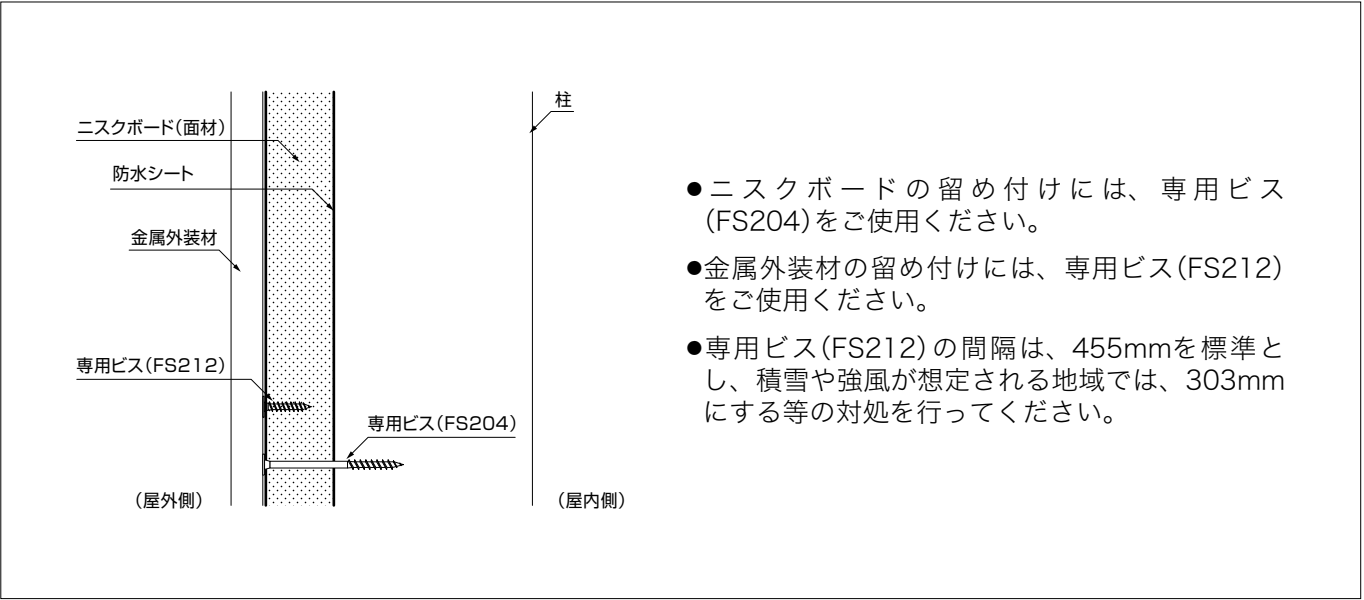 柱
ニスクボード(面材)
防水シート
金属外装材
専用ビス(FS212)
専用ビス(FS204)
(屋外側)
(屋内側)
●ニスクボードの留め付けには、専用ビス
(FS204)をご使用ください。
●金属外装材の留め付けには、専用ビス(FS212)
をご使用ください。
●専用ビス(FS212)の間隔は、455mmを標準と
し、積雪や強風が想定される地域では、303mm
にする等の対処を行ってください。